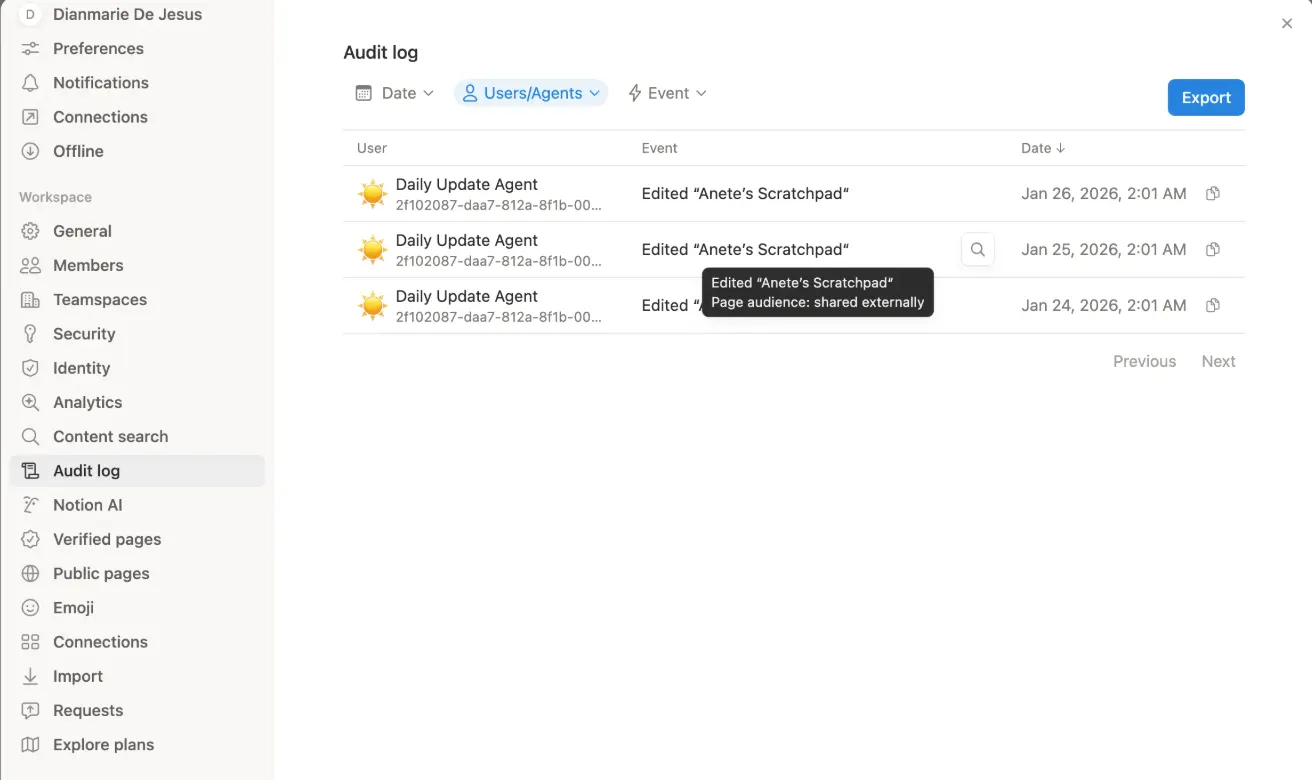 D Dianmarie De Jesus
Preferences
Notifications
Connections
Offline
Workspace
General
Members
Teamspaces
Security
Identity
Analytics
Content search
Audit log
Notion AI
Verified pages
Public pages
Emoji
Connections
Import
Requests
Explore plans
Audit log
Date Users/Agents Event
Export
User Event Date ↓
Daily Update Agent
2f102087-daa7-812a-8f1b-00...
Edited “Anete’s Scratchpad“ Jan 26, 2026, 2:01 AM
Daily Update Agent
2f102087-daa7-812a-8f1b-00...
Edited “Anete’s Scratchpad“ Jan 25, 2026, 2:01 AM
Edited “Anete’s Scratchpad“
Page audience: shared externally
Daily Update Agent
2f102087-daa7-812a-8f1b-00...
Edited “ Jan 24, 2026, 2:01 AM
Previous Next